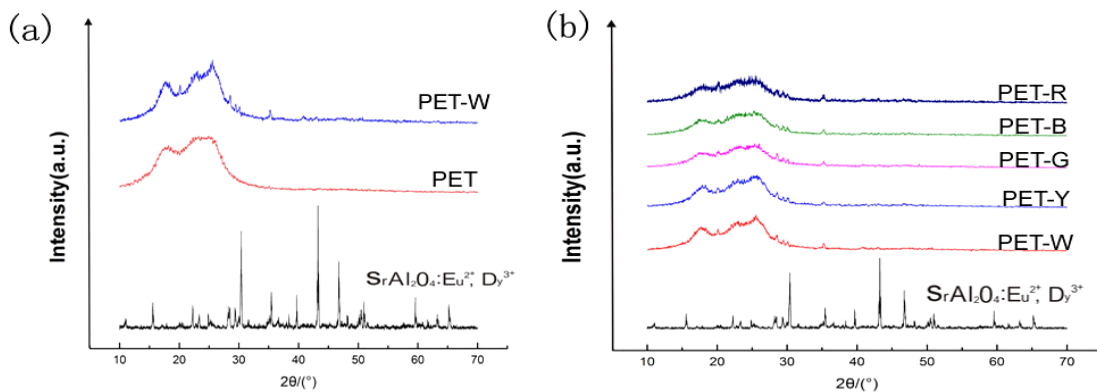 (a)
Intensity(a.u.)
PET-W
PET
SrAl₂O₄:Eu²⁺, Dy³⁺
10 20 30 40 50 60 70
2θ/(°)
(b)
Intensity(a.u.)
PET-R
PET-B
PET-G
PET-Y
PET-W
SrAl₂O₄:Eu²⁺, Dy³⁺
10 20 30 40 50 60 70
2θ/(°)